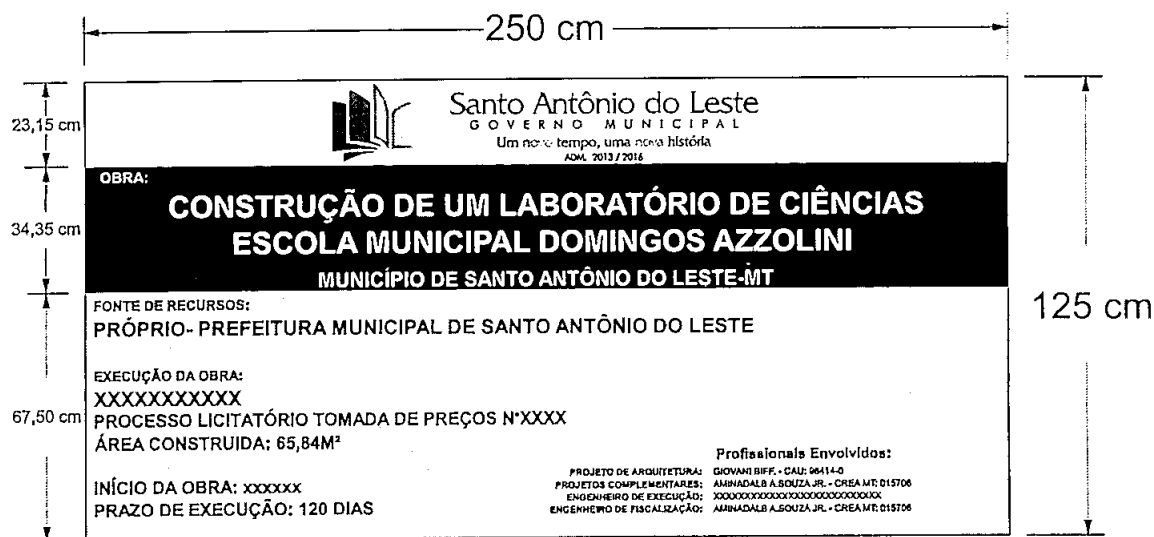 250 cm
23,15 cm
Santo Antônio do Leste
GOVERNO MUNICIPAL
Um novo tempo, uma nova história
ADM. 2013 / 2016
34,35 cm
OBRA:
CONSTRUÇÃO DE UM LABORATÓRIO DE CIÊNCIAS
ESCOLA MUNICIPAL DOMINGOS AZZOLINI
MUNICÍPIO DE SANTO ANTÔNIO DO LESTE-MT
125 cm
67,50 cm
FONTE DE RECURSOS:
PRÓPRIO- PREFEITURA MUNICIPAL DE SANTO ANTÔNIO DO LESTE
EXECUÇÃO DA OBRA:
XXXXXXXXXXX
PROCESSO LICITATÓRIO TOMADA DE PREÇOS N°XXXX
ÁREA CONSTRUIDA: 65,84M²
INÍCIO DA OBRA: xxxxxx
PRAZO DE EXECUÇÃO: 120 DIAS
Profissionais Envolvidos:
PROJETO DE ARQUITETURA: GIOVANI BIFF. - CAU: 96414-0
PROJETOS COMPLEMENTARES: AMINADALB A.SOUZA JR. - CREA MT: 015706
ENGENHEIRO DE EXECUÇÃO: XXXXXXXXXXXXXXXXXXXXXXXXXXX
ENGENHEIRO DE FISCALIZAÇÃO: AMINADALB A.SOUZA JR. - CREA MT: 015706